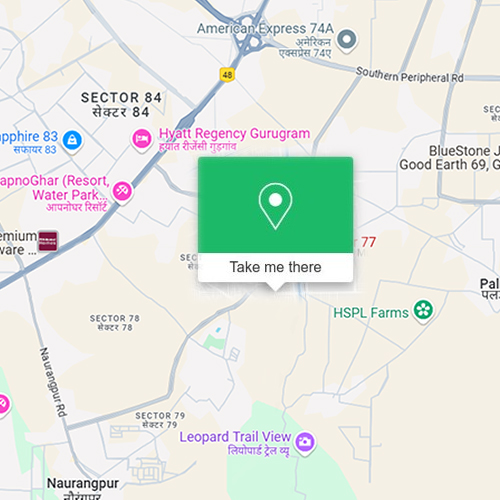 American Express 74A
अमेरिकन
एक्सप्रेस 74ए
48
Southern Peripheral Rd
SECTOR 84
सेक्टर 84
Hyatt Regency Gurugram
हयात रीजेंसी गुड़गांव
pphire 83
सफायर 83
BlueStone J
Good Earth 69, G
apnoGhar (Resort,
Water Park...
आपनोघर रिसॉर्ट
emium
ware ...
77
Take me there
HSPL Farms
Pal
SECTOR 78
सेक्टर 78
Naurangpur Rd
SECTOR 79
सेक्टर 79
Leopard Trail View
लियोपार्ड ट्रेल व्यू
Naurangpur
नौरंगपुर